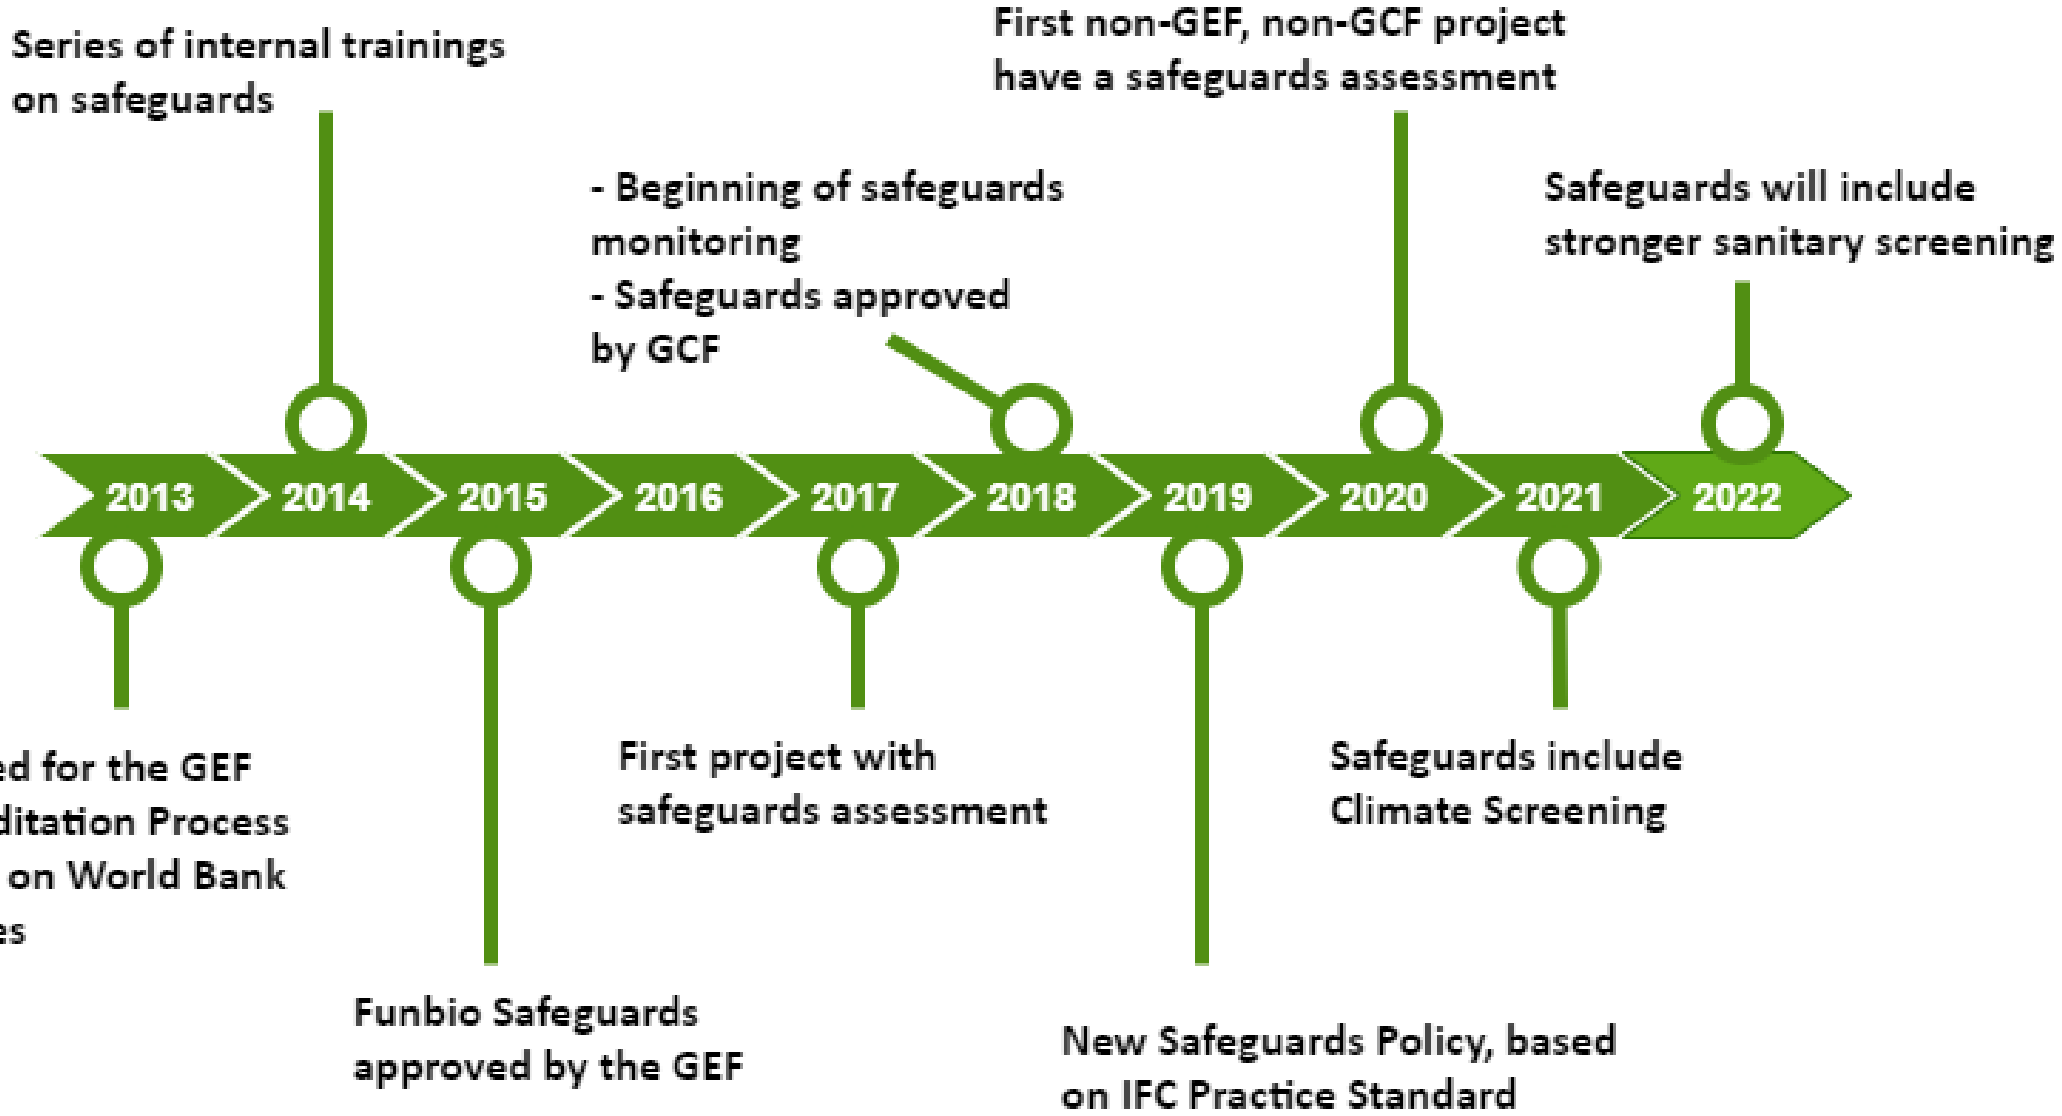 Series of internal trainings
on safeguards
First non-GEF, non-GCF project
have a safeguards assessment
- Beginning of safeguards
monitoring
- Safeguards approved
by GCF
Safeguards will include
stronger sanitary screening
2013
2014
2015
2016
2017
2018
2019
2020
2021
2022
for the GEF
Process
on World Bank
First project with
safeguards assessment
Safeguards include
Climate Screening
Funbio Safeguards
approved by the GEF
New Safeguards Policy, based
on IFC Practice Standard